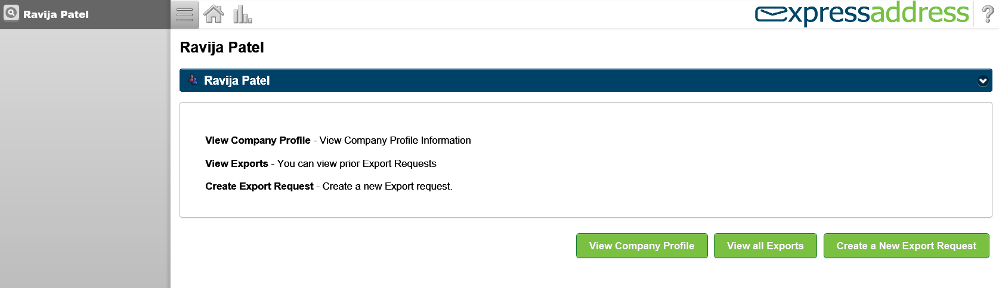 Ravija Patel
expressaddress
?
Ravija Patel
Ravija Patel
View Company Profile - View Company Profile Information
View Exports - You can view prior Export Requests
Create Export Request - Create a new Export request.
View Company Profile
View all Exports
Create a New Export Request